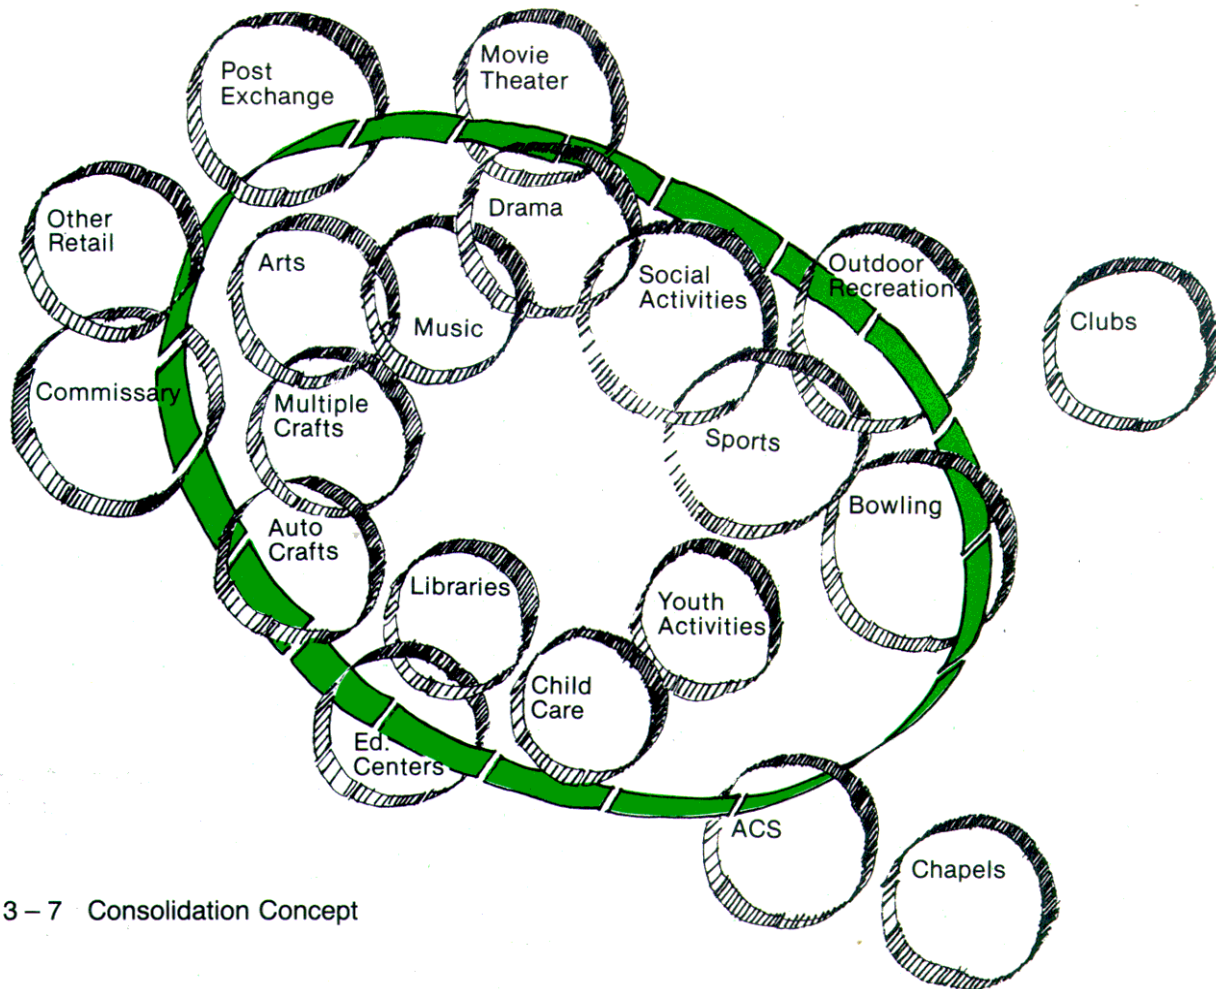 Post
Exchange
Movie
Theater
Other
Retail
Arts
Drama
Music
Social
Activities
Outdoor
Recreation
Clubs
Commissary
Multiple
Crafts
Sports
Bowling
Auto
Crafts
Libraries
Youth
Activities
Child
Care
Ed.
Centers
ACS
Chapels
3 – 7 Consolidation Concept